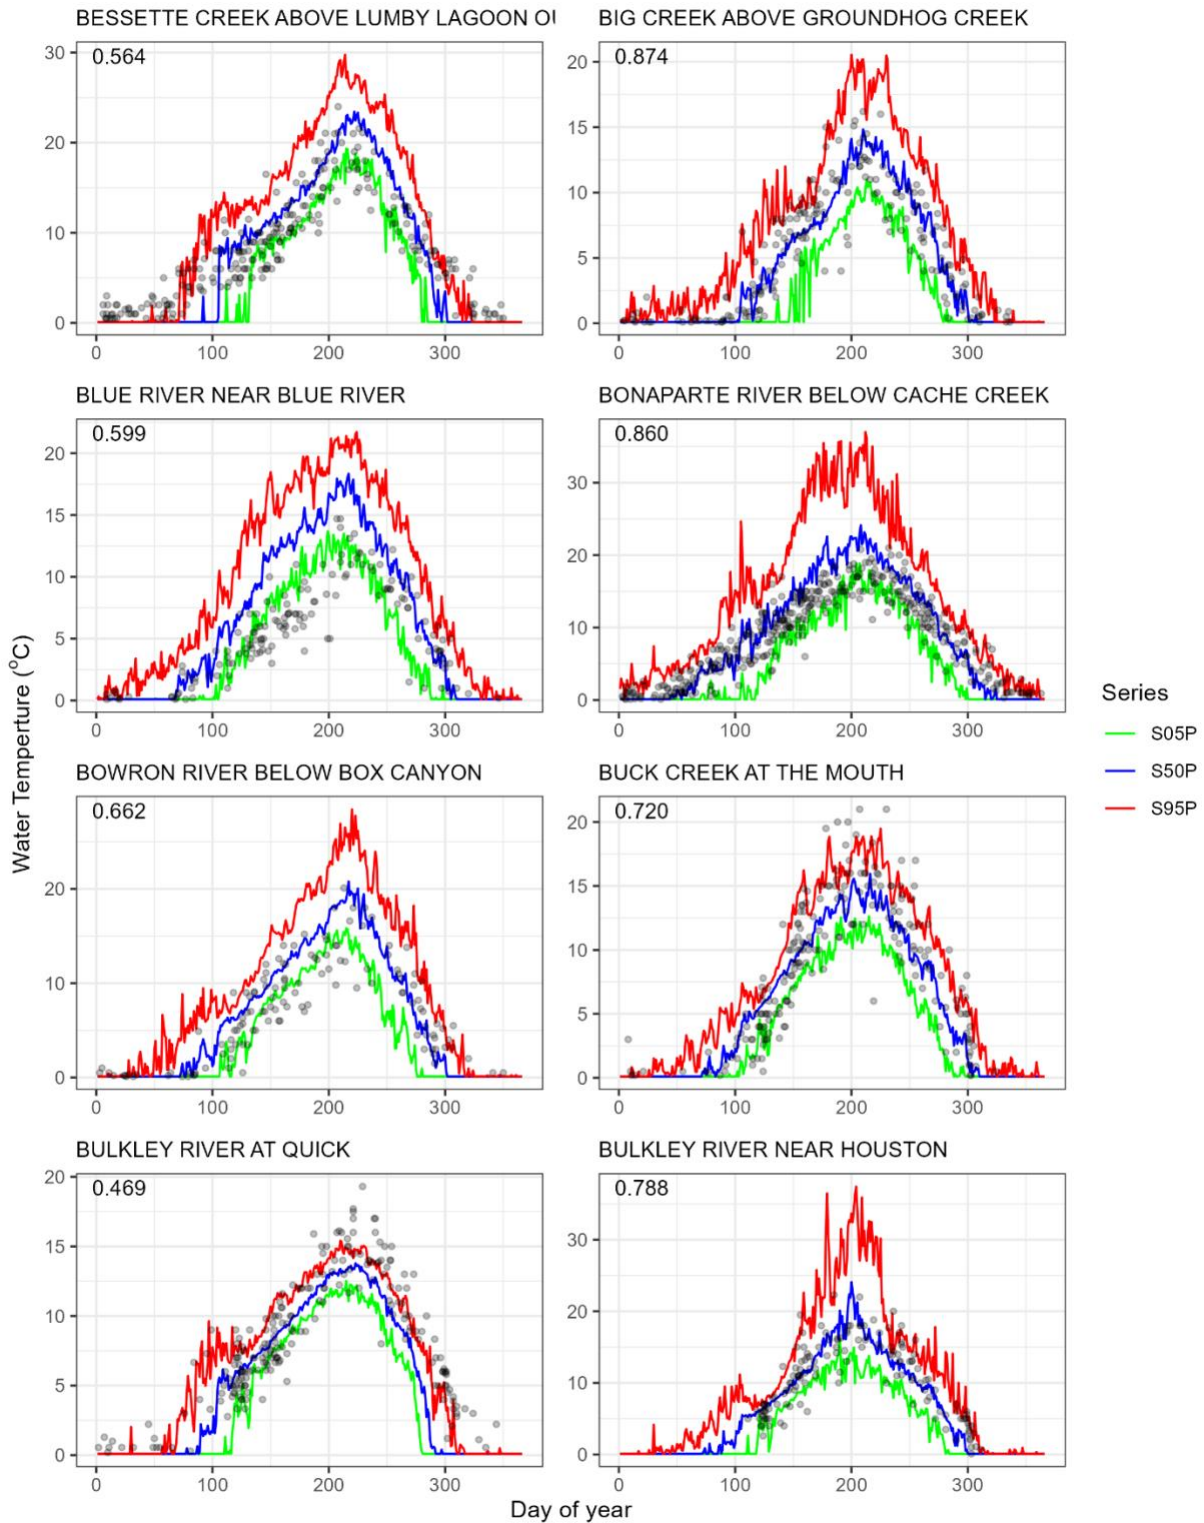 BESSETTE CREEK ABOVE LUMBY LAGOON OU
BIG CREEK ABOVE GROUNDHOG CREEK
0.564
0.874
30
20
10
0
20
15
10
5
0
0 100 200 300
0 100 200 300
BLUE RIVER NEAR BLUE RIVER
BONAPARTE RIVER BELOW CACHE CREEK
0.599
0.860
20
15
10
5
0
30
20
10
0
0 100 200 300
0 100 200 300
BOWRON RIVER BELOW BOX CANYON
BUCK CREEK AT THE MOUTH
0.662
0.720
20
10
0
20
15
10
5
0
0 100 200 300
0 100 200 300
BULKLEY RIVER AT QUICK
BULKLEY RIVER NEAR HOUSTON
0.469
0.788
20
15
10
5
0
30
20
10
0
0 100 200 300
0 100 200 300
Water Temperture (°C)
Day of year
Series
S05P
S50P
S95P